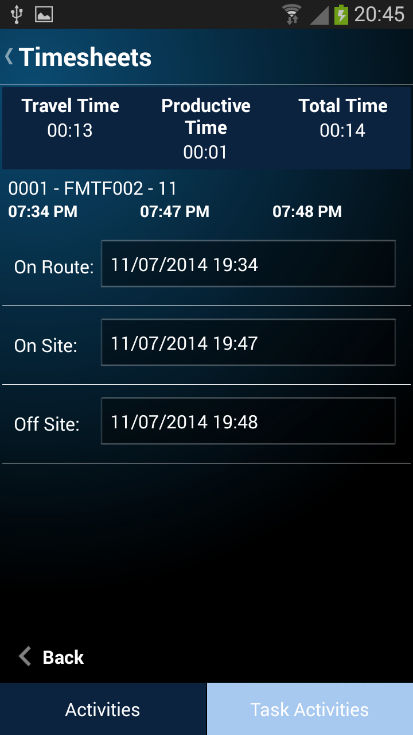 20:45
Timesheets
Travel Time Productive Time Total Time
00:13 00:01 00:14
0001 - FMTF002 - 11
07:34 PM 07:47 PM 07:48 PM
On Route: 11/07/2014 19:34
On Site: 11/07/2014 19:47
Off Site: 11/07/2014 19:48
Back
Activities Task Activities